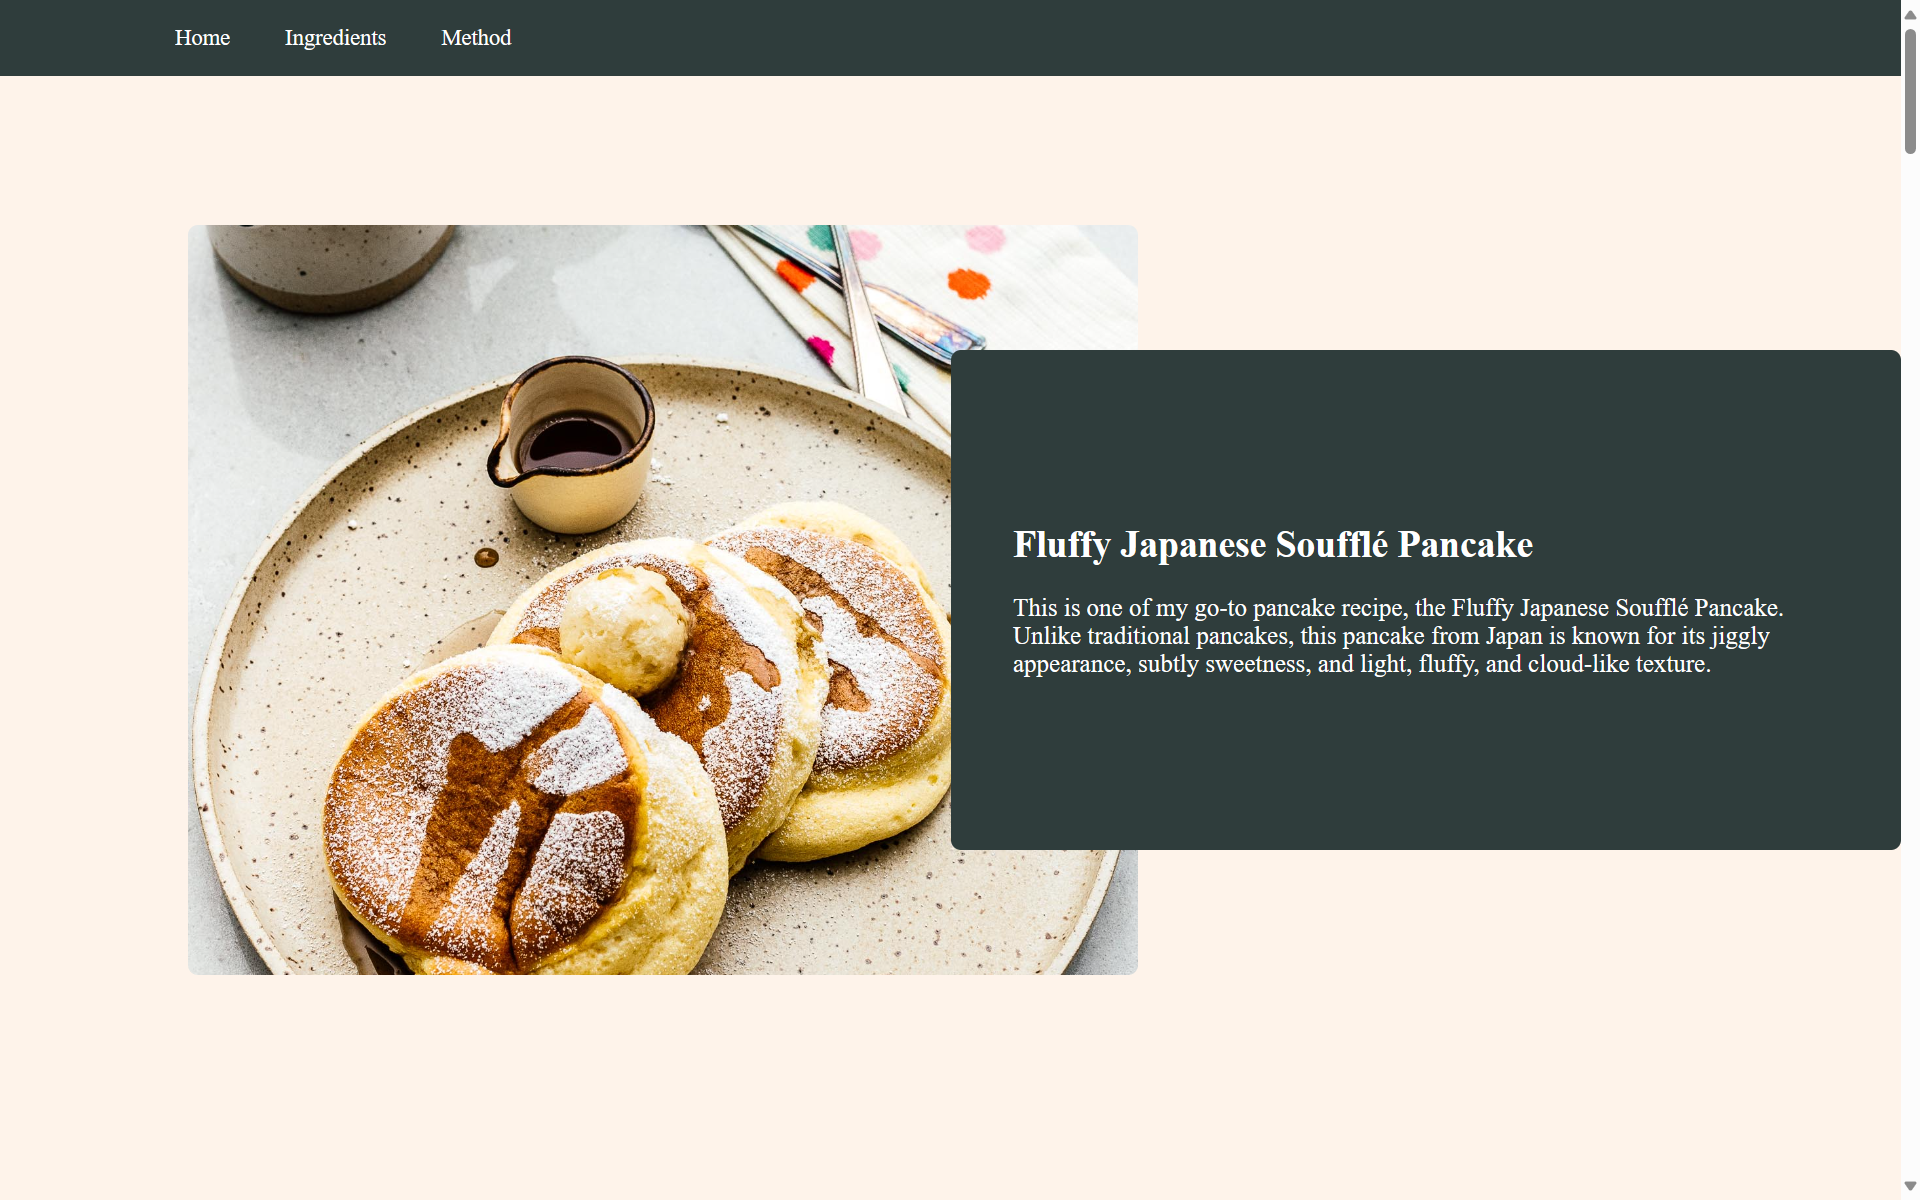 Home Ingredients Method
Fluffy Japanese Soufflé Pancake
This is one of my go-to pancake recipe, the Fluffy Japanese Soufflé Pancake.
Unlike traditional pancakes, this pancake from Japan is known for its jiggly
appearance, subtly sweetness, and light, fluffy, and cloud-like texture.